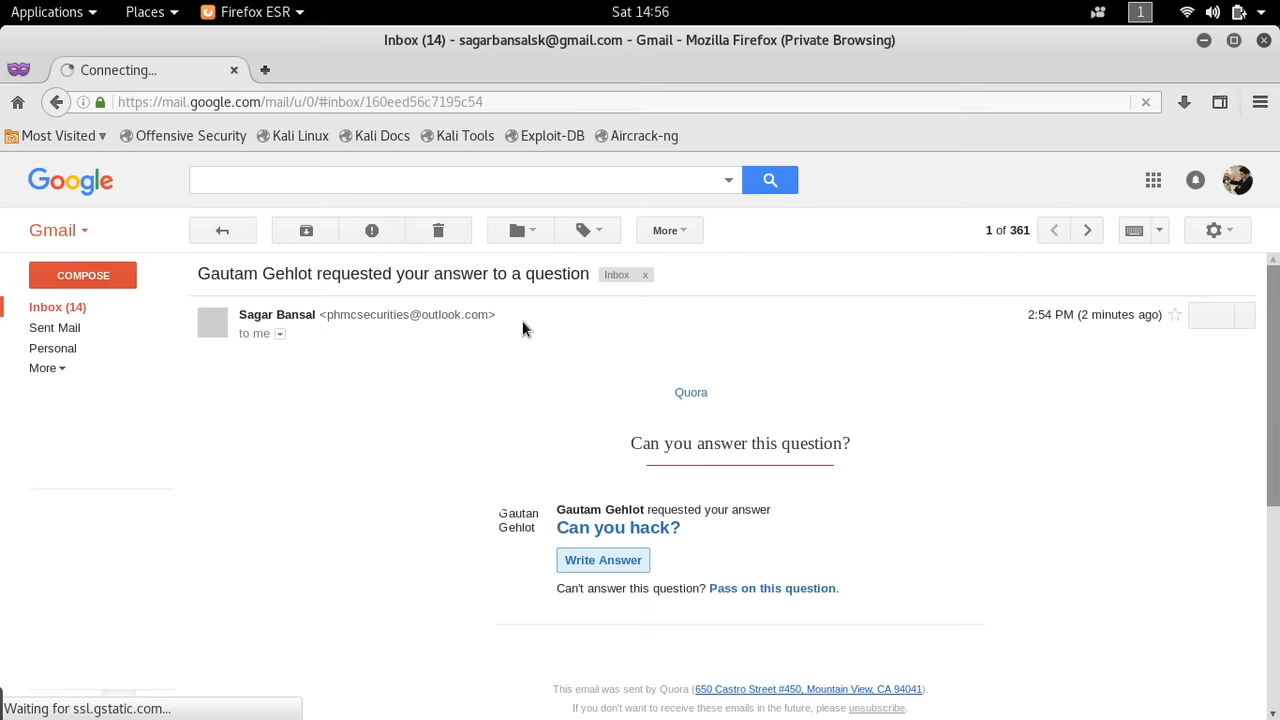 Applications Places Firefox ESR Sat 14:56 1
Inbox (14) - sagarbansalsk@gmail.com - Gmail - Mozilla Firefox (Private Browsing)
Connecting...
https://mail.google.com/mail/u/0/#inbox/160eed56c7195c54
Most Visited Offensive Security Kali Linux Kali Docs Kali Tools Exploit-DB Aircrack-ng
Google
Gmail More 1 of 361
COMPOSE
Gautam Gehlot requested your answer to a question Inbox x
Inbox (14)
Sent Mail
Personal
More
Sagar Bansal <phmcsecurities@outlook.com> 2:54 PM (2 minutes ago)
to me
Quora
Can you answer this question?
Gautan
Gehlot
Gautam Gehlot requested your answer
Can you hack?
Write Answer
Can't answer this question? Pass on this question.
This email was sent by Quora (650 Castro Street #450, Mountain View, CA 94041).
If you don't want to receive these emails in the future, please unsubscribe.
Waiting for ssl.gstatic.com...